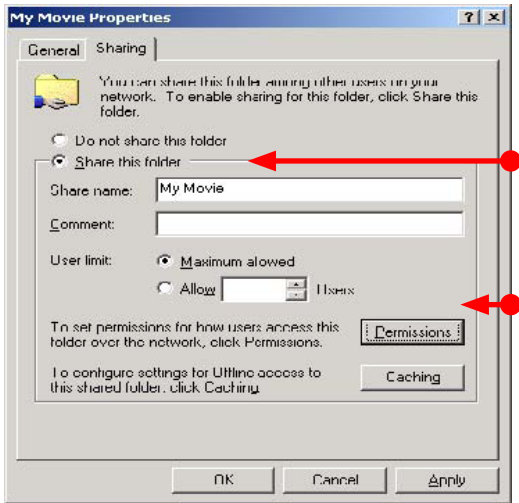 My Movie Properties
General Sharing
You can share this folder among other users on your
network. To enable sharing for this folder, click Share this
folder.
Do not share this folder
Share this folder
Share name: My Movie
Comment:
User limit: Maximum allowed
Allow Users
To set permissions for how users access this
folder over the network, click Permissions.
Permissions
To configure settings for Offline access to
this shared folder, click Caching.
Caching
OK Cancel Apply